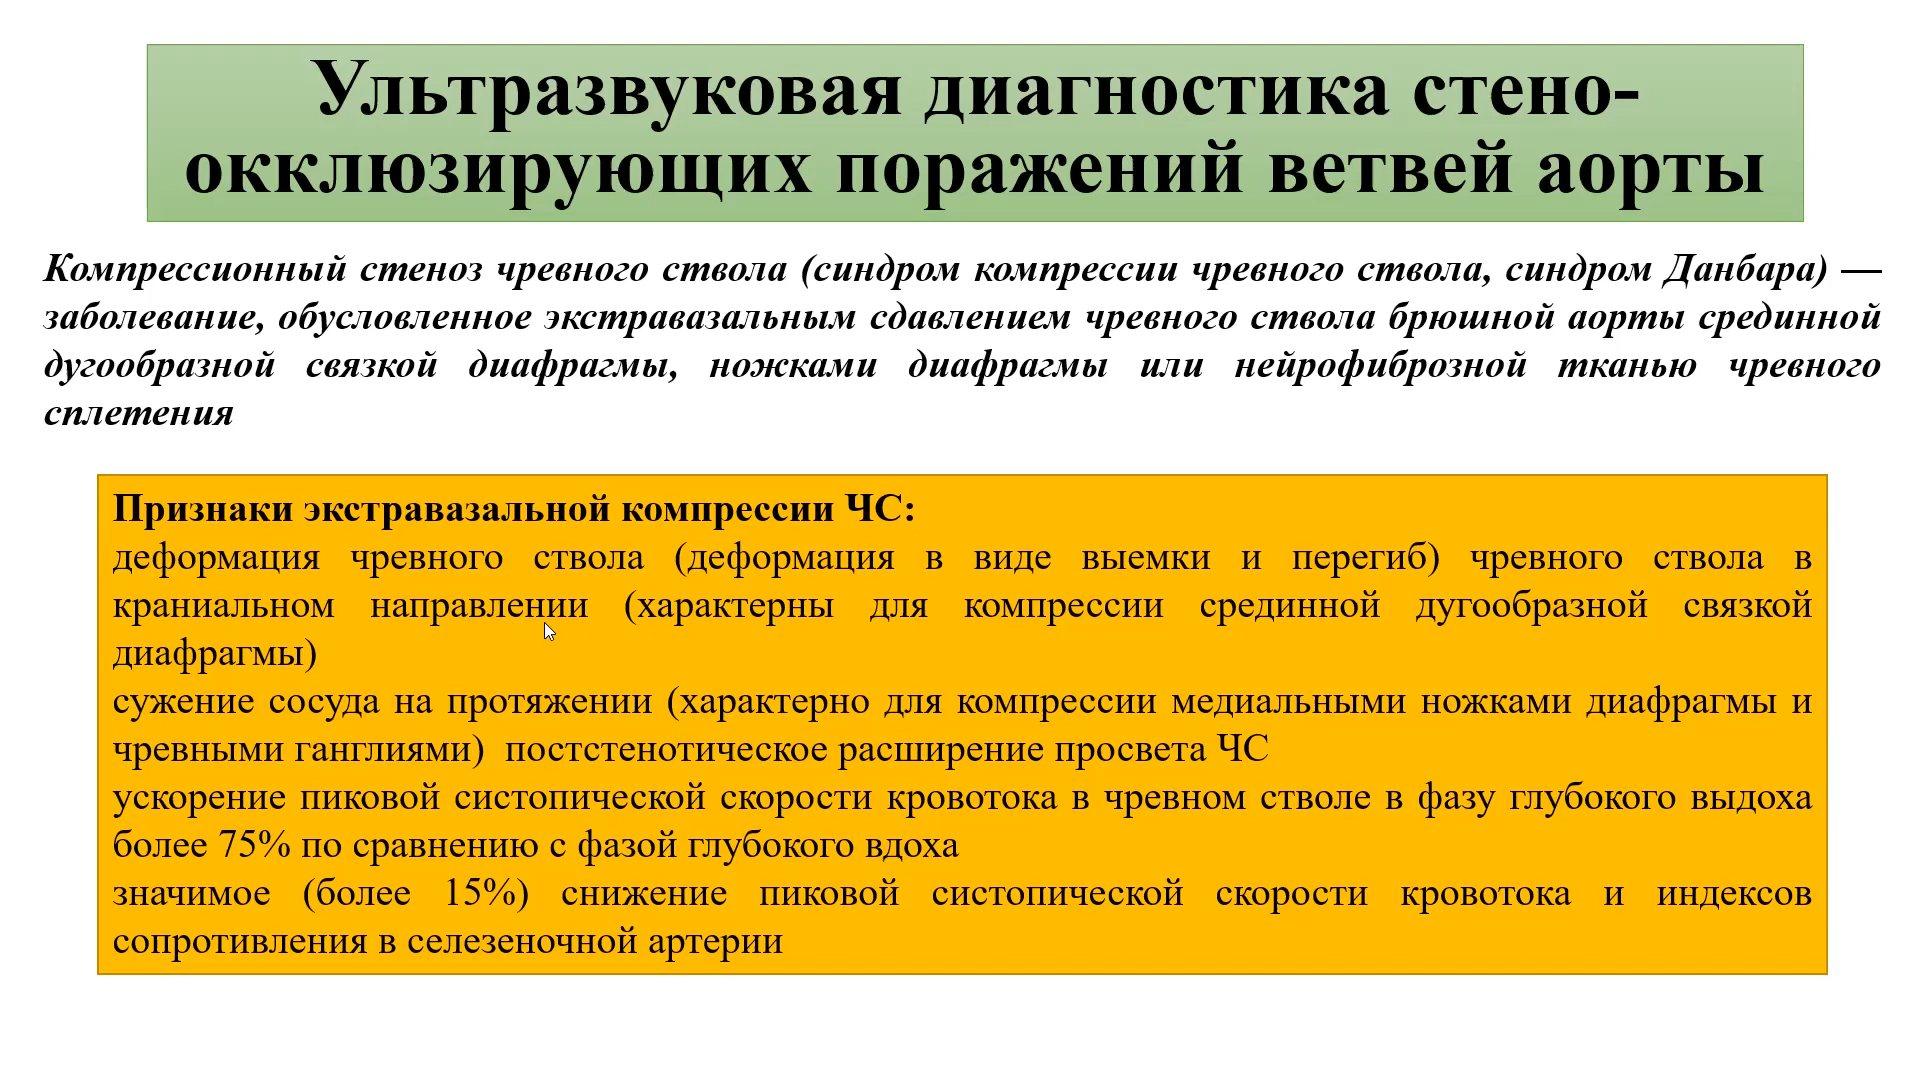 Ультразвуковая диагностика стено-
окклюзирующих поражений ветвей аорты
Компрессионный стеноз чревного ствола (синдром компрессии чревного ствола, синдром Данбара) —
заболевание, обусловленное экстравазальным сдавлением чревного ствола брюшной аорты срединной
дугообразной связкой диафрагмы, ножками диафрагмы или нейрофиброзной тканью чревного
сплетения
Признаки экстравазальной компрессии ЧС:
деформация чревного ствола (деформация в виде выемки и перегиб) чревного ствола в
краниальном направлении (характерны для компрессии срединной дугообразной связкой
диафрагмы)
сужение сосуда на протяжении (характерно для компрессии медиальными ножками диафрагмы и
чревными ганглиями) постстенотическое расширение просвета ЧС
ускорение пиковой систопической скорости кровотока в чревном стволе в фазу глубокого выдоха
более 75% по сравнению с фазой глубокого вдоха
значимое (более 15%) снижение пиковой систопической скорости кровотока и индексов
сопротивления в селезеночной артерии